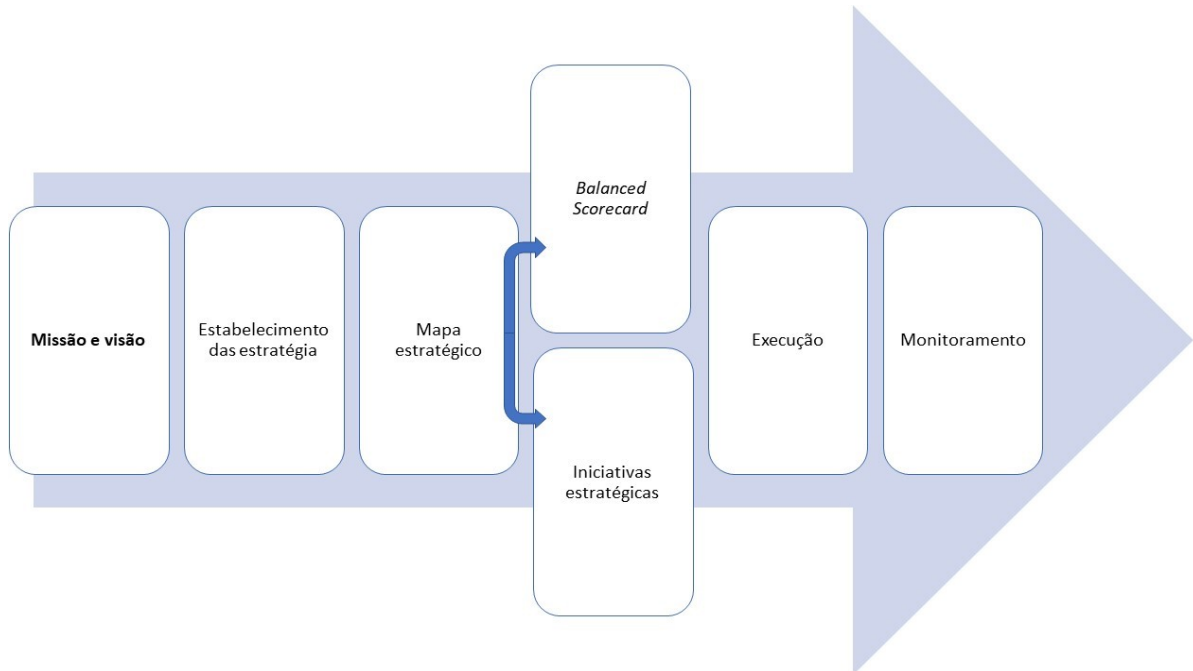 Missão e visão
Estabelecimento
das estratégia
Mapa
estratégico
Balanced
Scorecard
Iniciativas
estratégicas
Execução
Monitoramento